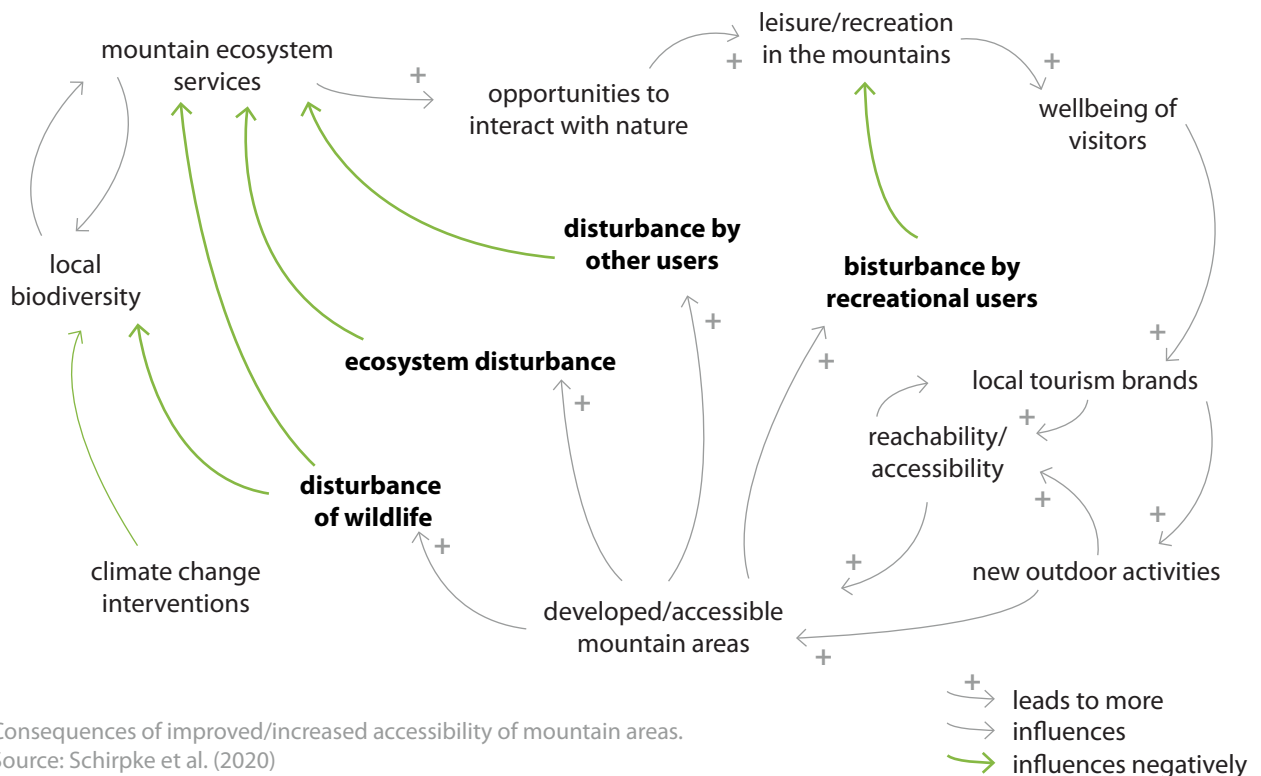 mountain ecosystem
services
+
opportunities to
interact with nature
+
leisure/recreation
in the mountains
+
wellbeing of
visitors
local
biodiversity
disturbance by
other users
bisturbance by
recreational users
+
+
+
ecosystem disturbance
+
local tourism brands
+
reachability/
accessibility
disturbance
of wildlife
+
+
+
+
climate change
interventions
new outdoor activities
developed/accessible
mountain areas
+
+
leads to more
influences
influences negatively
Consequences of improved/increased accessibility of mountain areas.
Source: Schirpke et al. (2020)